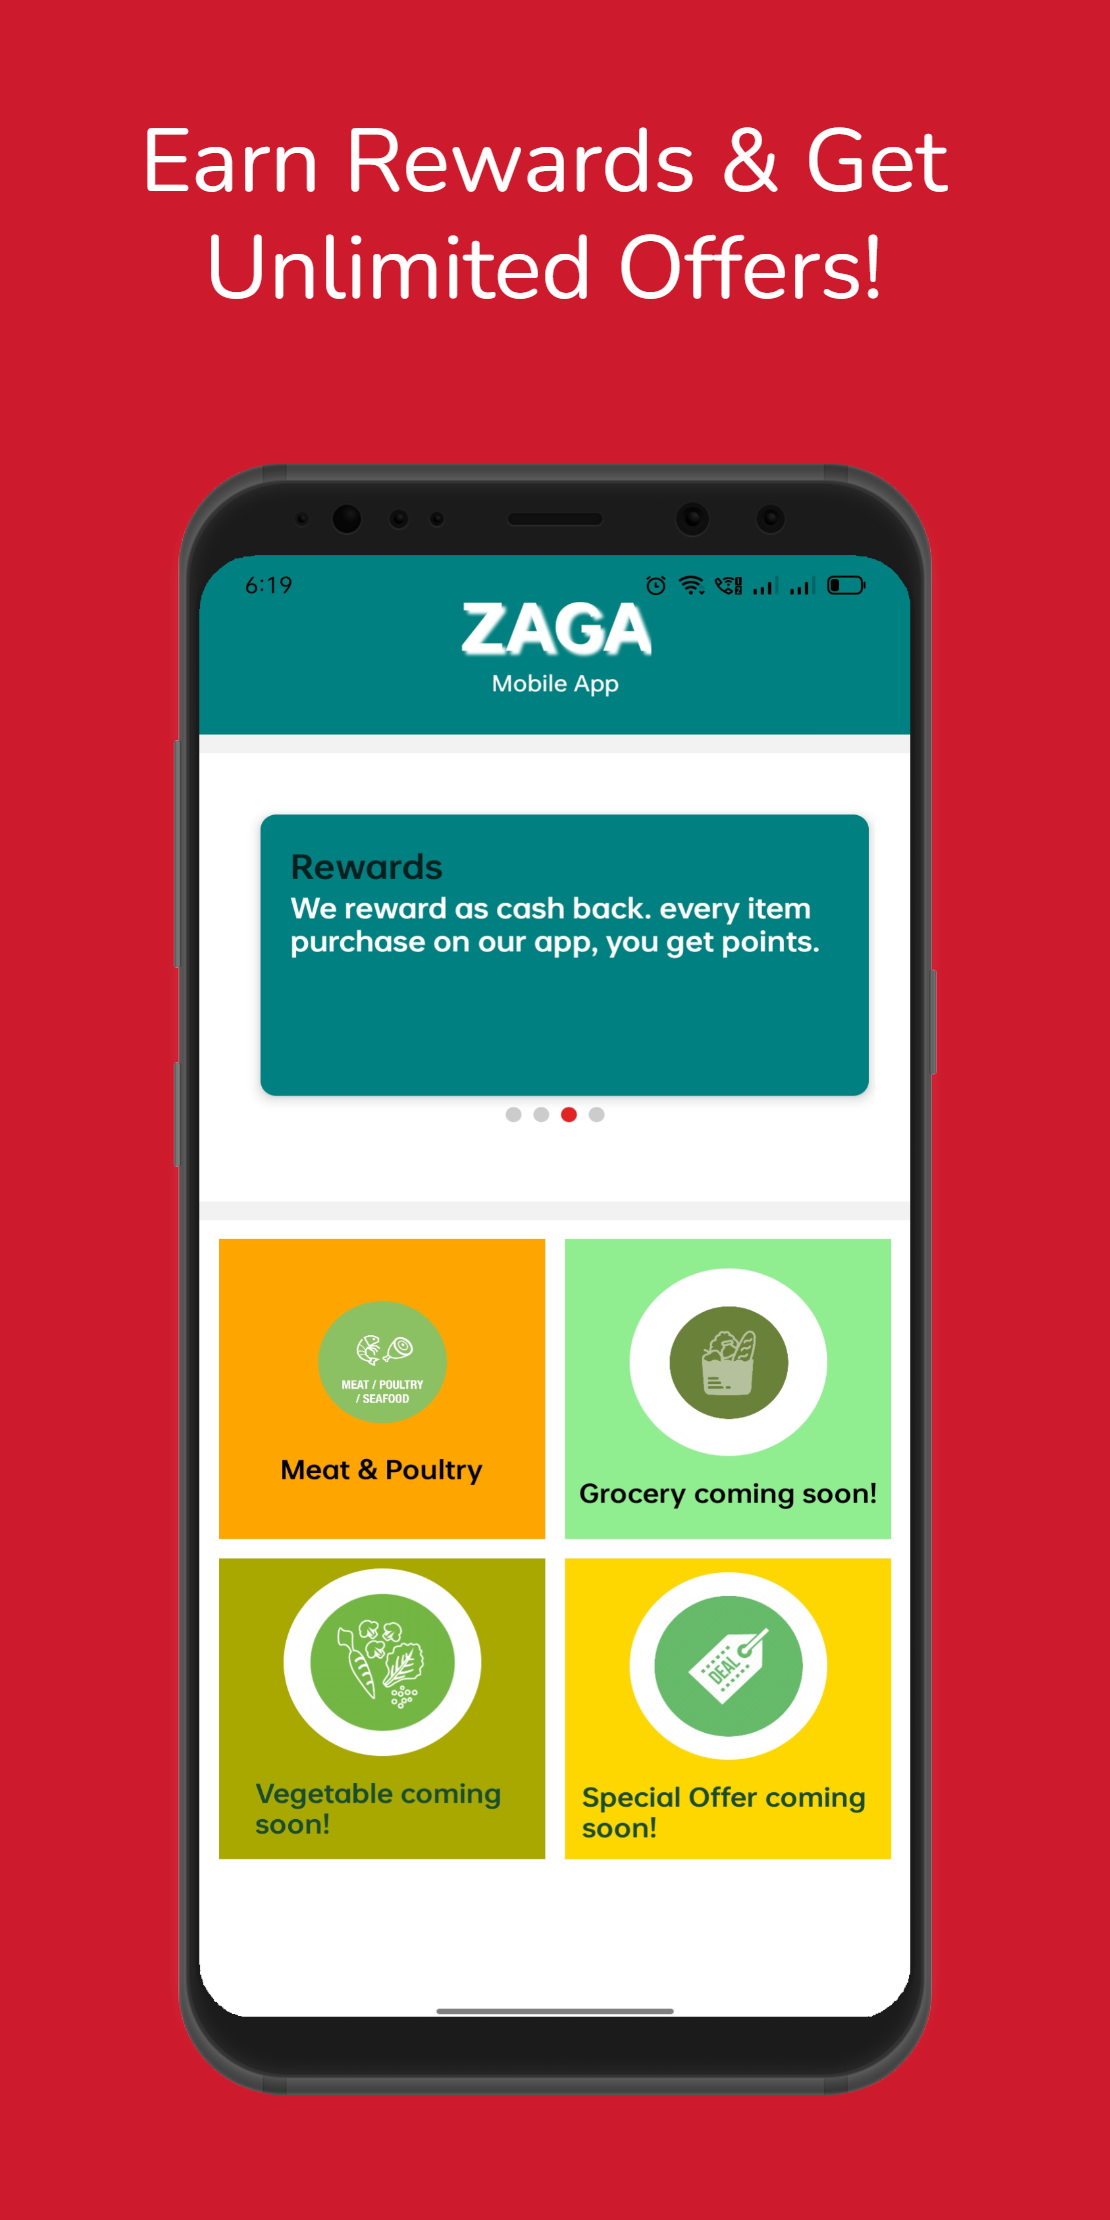 Earn Rewards & Get
Unlimited Offers!
6:19
ZAGA
Mobile App
Rewards
We reward as cash back. every item
purchase on our app, you get points.
MEAT / POULTRY
/ SEAFOOD
Meat & Poultry
Grocery coming soon!
DEAL
Vegetable coming
soon!
Special Offer coming
soon!